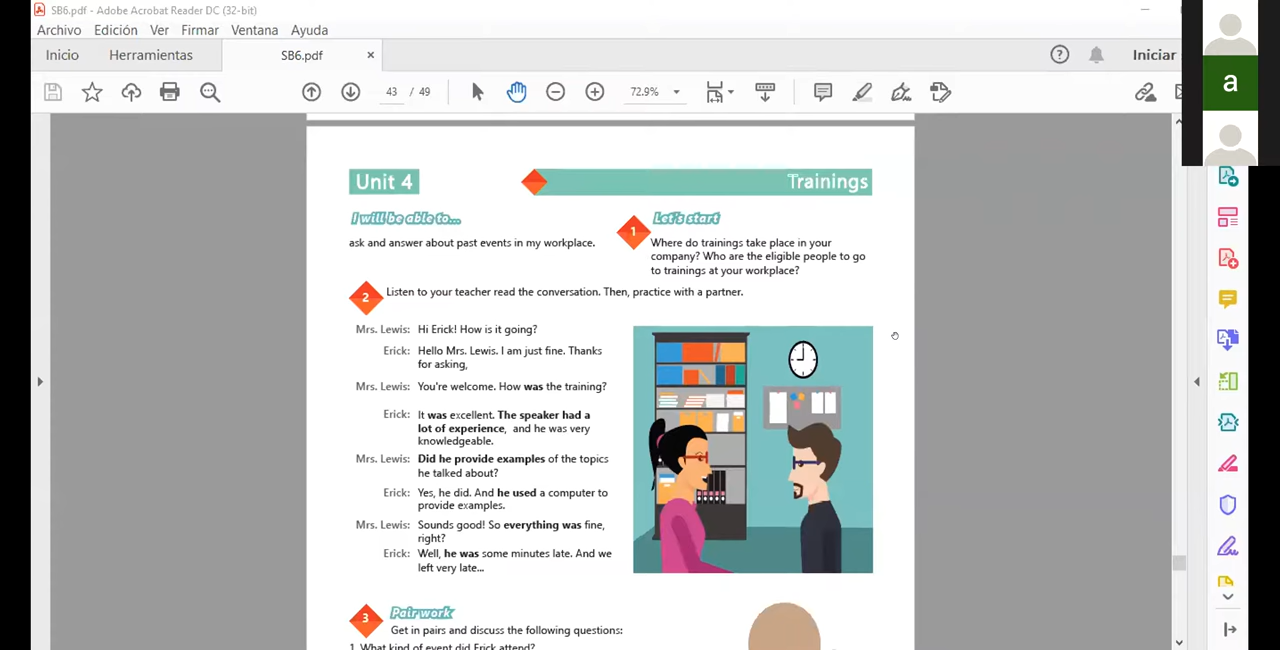 SB6.pdf - Adobe Acrobat Reader DC (32-bit)
Archivo Edición Ver Firmar Ventana Ayuda
Inicio Herramientas SB6.pdf × Iniciar
43 / 49 72.9%
a
Unit 4 Trainings
I will be able to...
ask and answer about past events in my workplace.
1 Let's start
Where do trainings take place in your
company? Who are the eligible people to go
to trainings at your workplace?
2 Listen to your teacher read the conversation. Then, practice with a partner.
Mrs. Lewis: Hi Erick! How is it going?
Erick: Hello Mrs. Lewis. I am just fine. Thanks
for asking,
Mrs. Lewis: You're welcome. How was the training?
Erick: It was excellent. The speaker had a
lot of experience, and he was very
knowledgeable.
Mrs. Lewis: Did he provide examples of the topics
he talked about?
Erick: Yes, he did. And he used a computer to
provide examples.
Mrs. Lewis: Sounds good! So everything was fine,
right?
Erick: Well, he was some minutes late. And we
left very late...
3 Pair work
Get in pairs and discuss the following questions:
1. What kind of event did Erick attend?